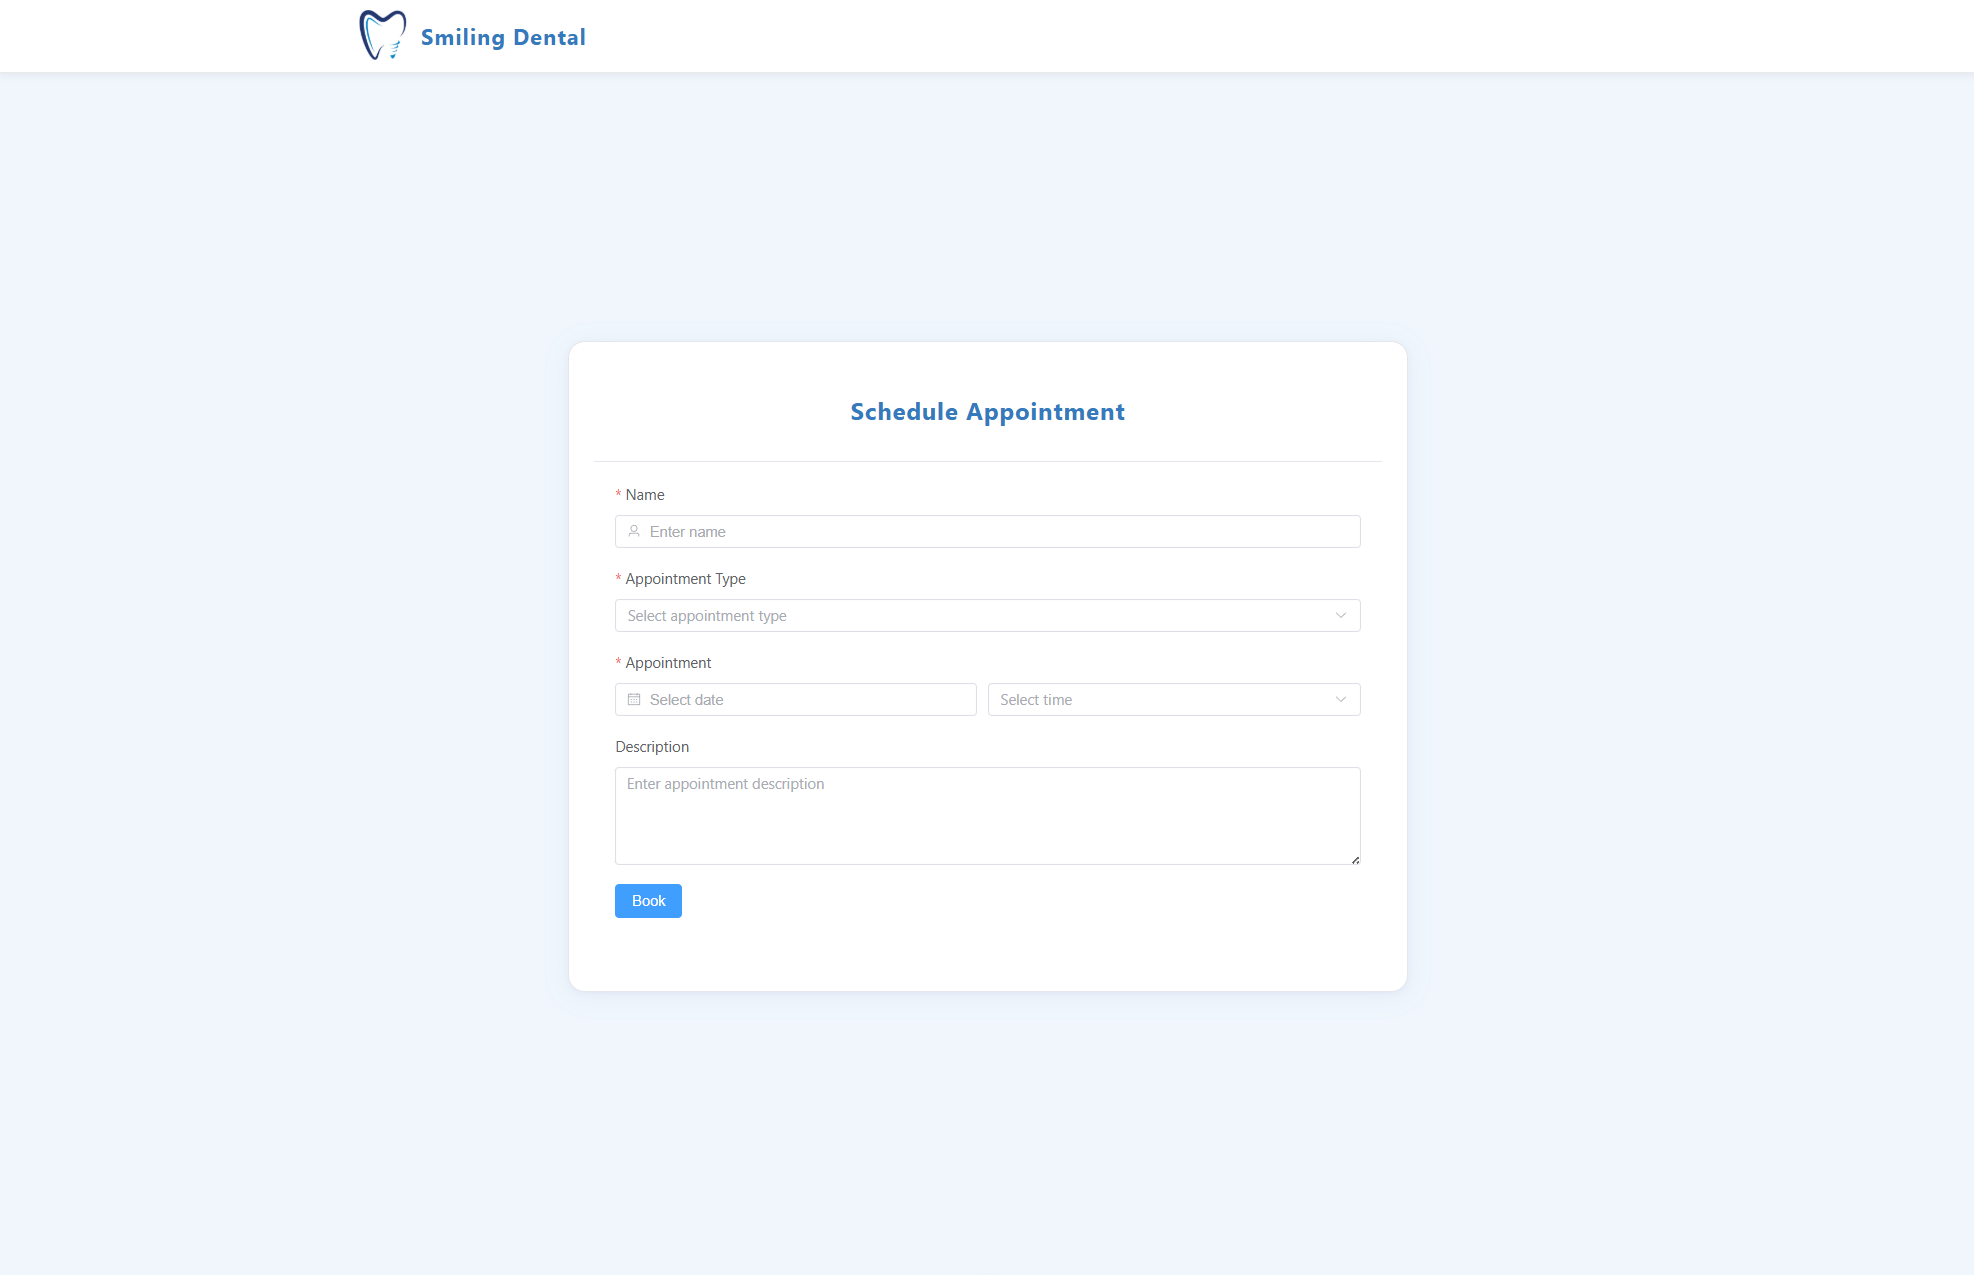 Smiling Dental
Schedule Appointment
* Name
Enter name
* Appointment Type
Select appointment type
* Appointment
Select date
Select time
Description
Enter appointment description
Book